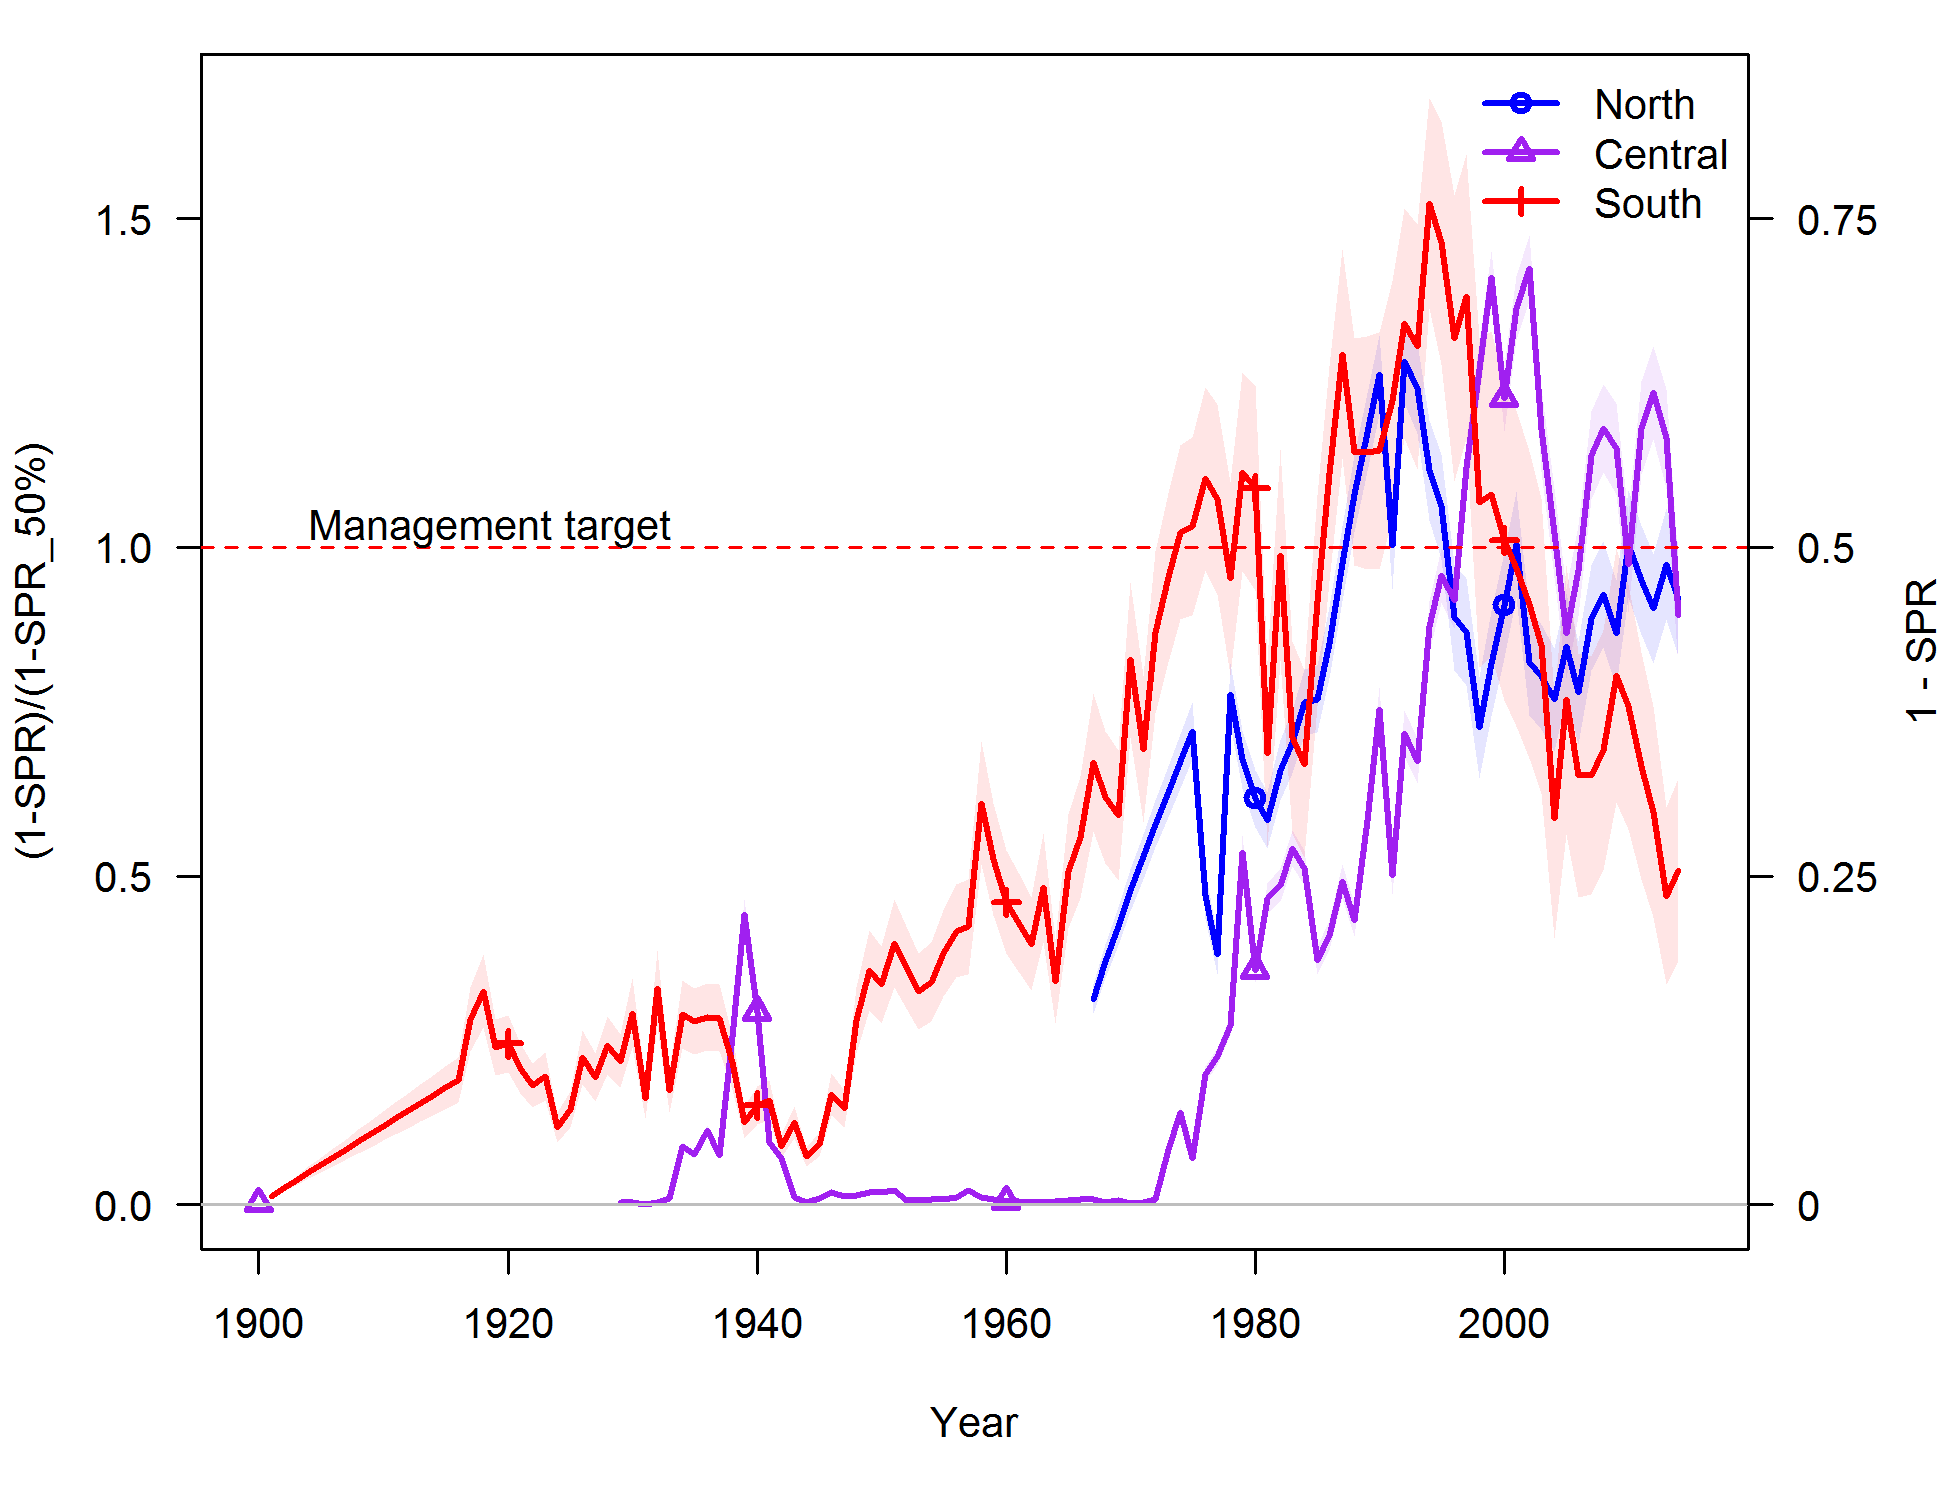 North
Central
South
Management target
(1-SPR)/(1-SPR_50%)
1.5
1.0
0.5
0.0
0.75
0.5
0.25
0
1 - SPR
1900
1920
1940
1960
1980
2000
Year